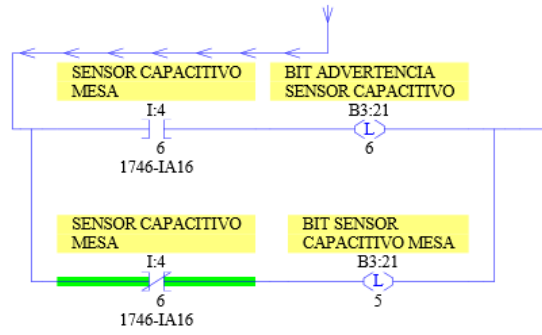 SENSOR CAPACITIVO
MESA
I:4
6
1746-IA16
BIT ADVERTENCIA
SENSOR CAPACITIVO
B3:21
L
6
SENSOR CAPACITIVO
MESA
I:4
6
1746-IA16
BIT SENSOR
CAPACITIVO MESA
B3:21
L
5